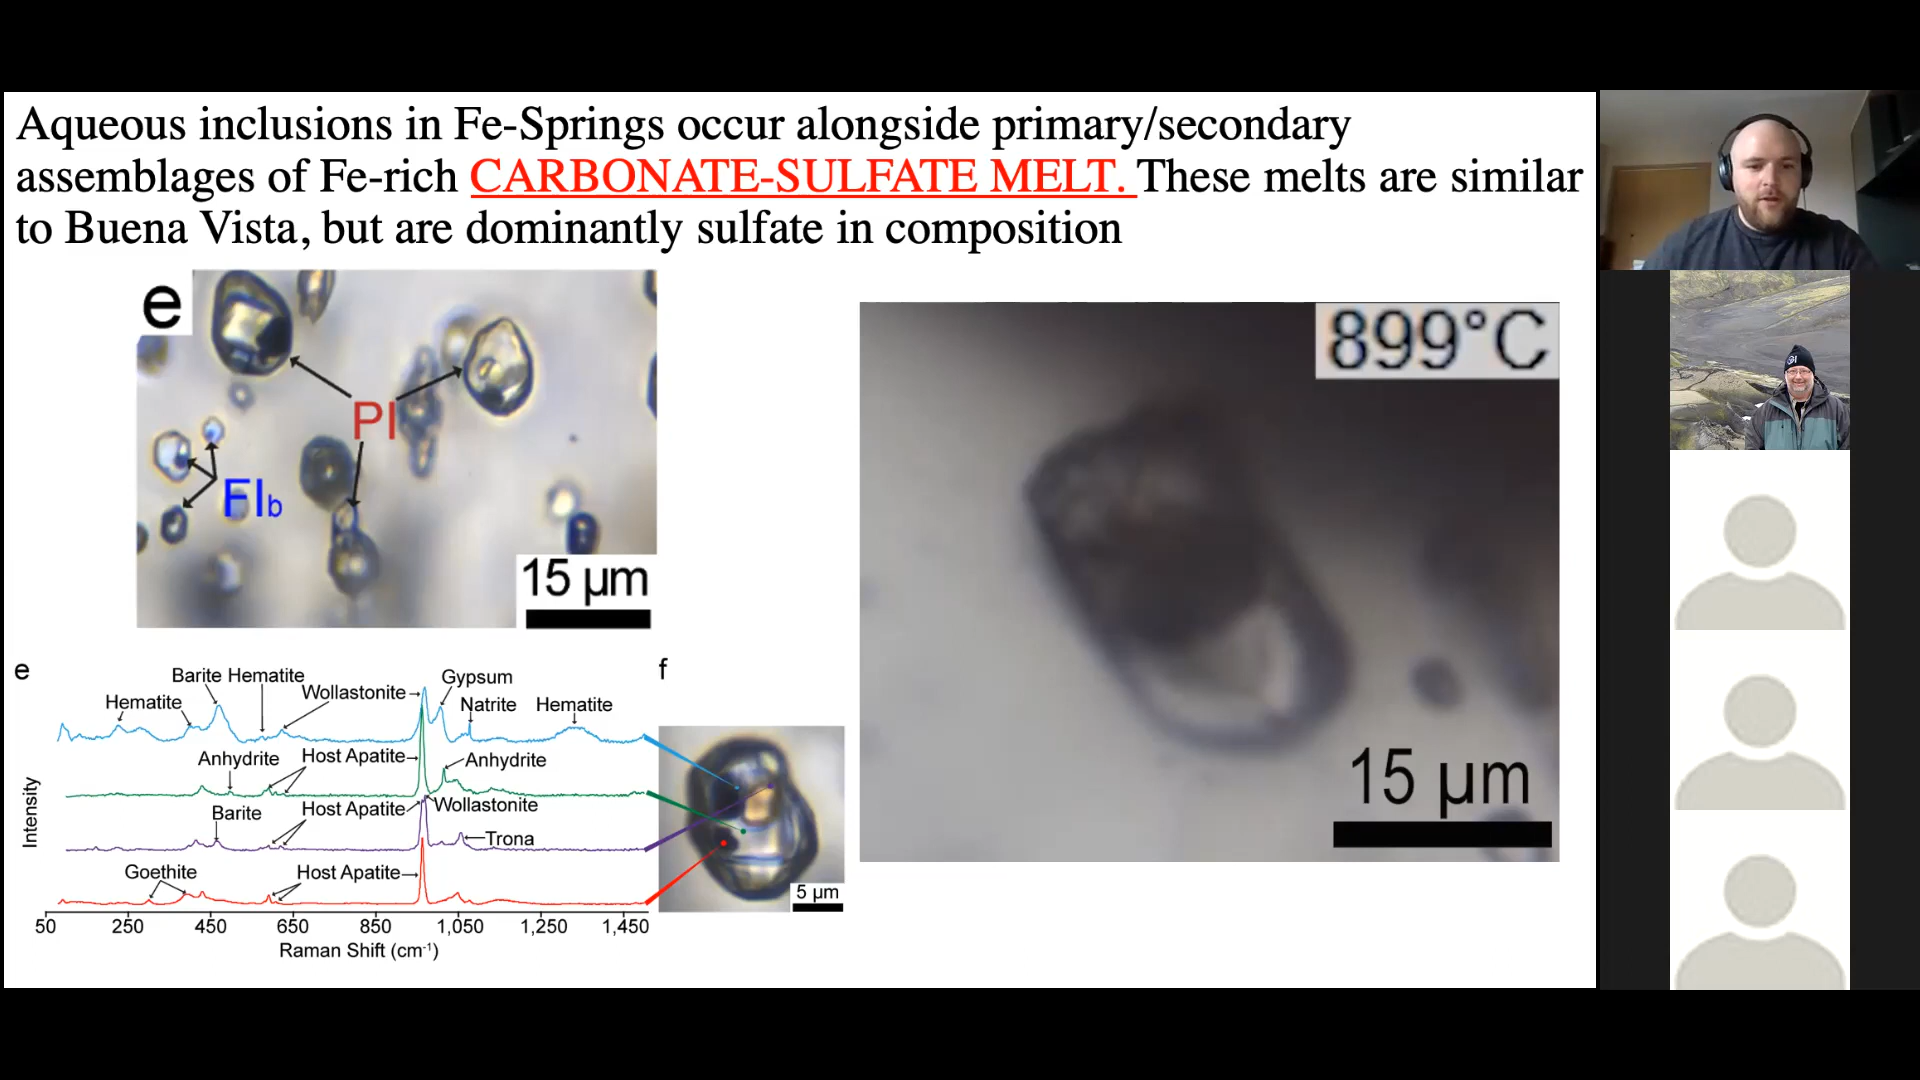 Aqueous inclusions in Fe-Springs occur alongside primary/secondary
assemblages of Fe-rich CARBONATE-SULFATE MELT. These melts are similar
to Buena Vista, but are dominantly sulfate in composition
e
PI
FIb
15 µm
899°C
15 µm
e
Barite Hematite
Hematite
Wollastonite
Gypsum
Natrite
Hematite
Anhydrite
Host Apatite
Anhydrite
Barite
Host Apatite
Wollastonite
Trona
Goethite
Host Apatite
Intensity
50 250 450 650 850 1,050 1,250 1,450
Raman Shift (cm⁻¹)
f
5 µm